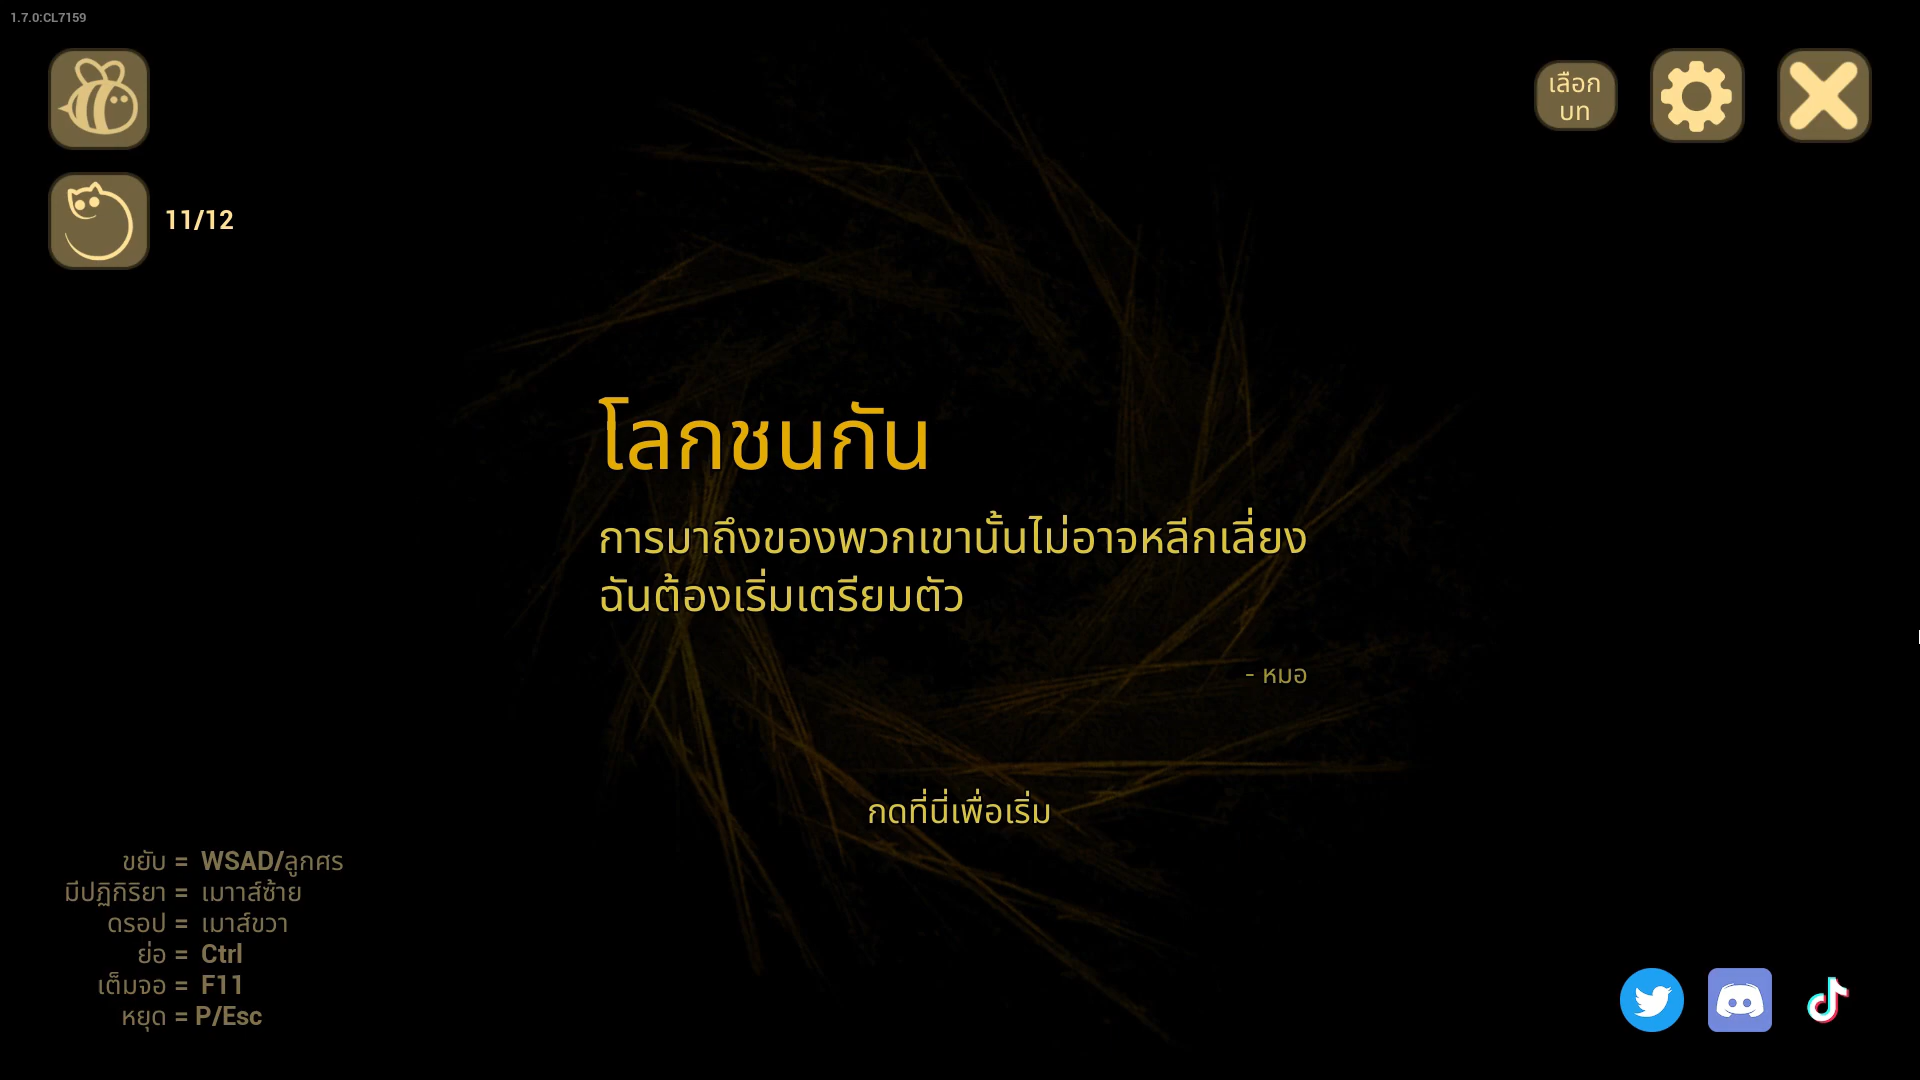 1.7.0:CL7159
เลือก
บท
11/12
โลกชนกัน
การมาถึงของพวกเขานั้นไม่อาจหลีกเลี่ยง
ฉันต้องเริ่มเตรียมตัว
- หมอ
กดที่นี่เพื่อเริ่ม
ขยับ = WSAD/ลูกศร
มีปฏิกิริยา = เมาาส์ซ้าย
ดรอป = เมาส์ขวา
ย่อ = Ctrl
เต็มจอ = F11
หยุด = P/Esc